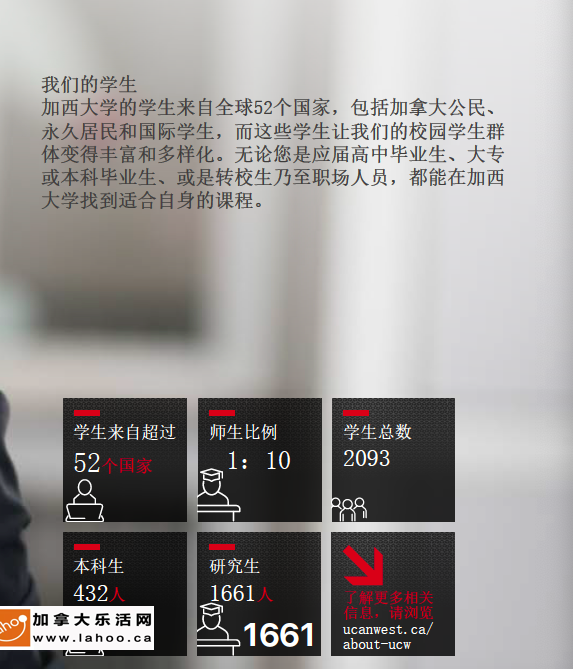 我们的学生
加西大学的学生来自全球52个国家，包括加拿大公民、
永久居民和国际学生，而这些学生让我们的校园学生群
体变得丰富和多样化。无论您是应届高中毕业生、大专
或本科毕业生、或是转校生乃至职场人员，都能在加西
大学找到适合自身的课程。
学生来自超过
52个国家
师生比例
1：10
学生总数
2093
本科生
432人
研究生
1661人
1661
了解更多相关
信息，请浏览
ucanwest.ca/
about-ucw
lahoo
加拿大乐活网
www.lahoo.ca